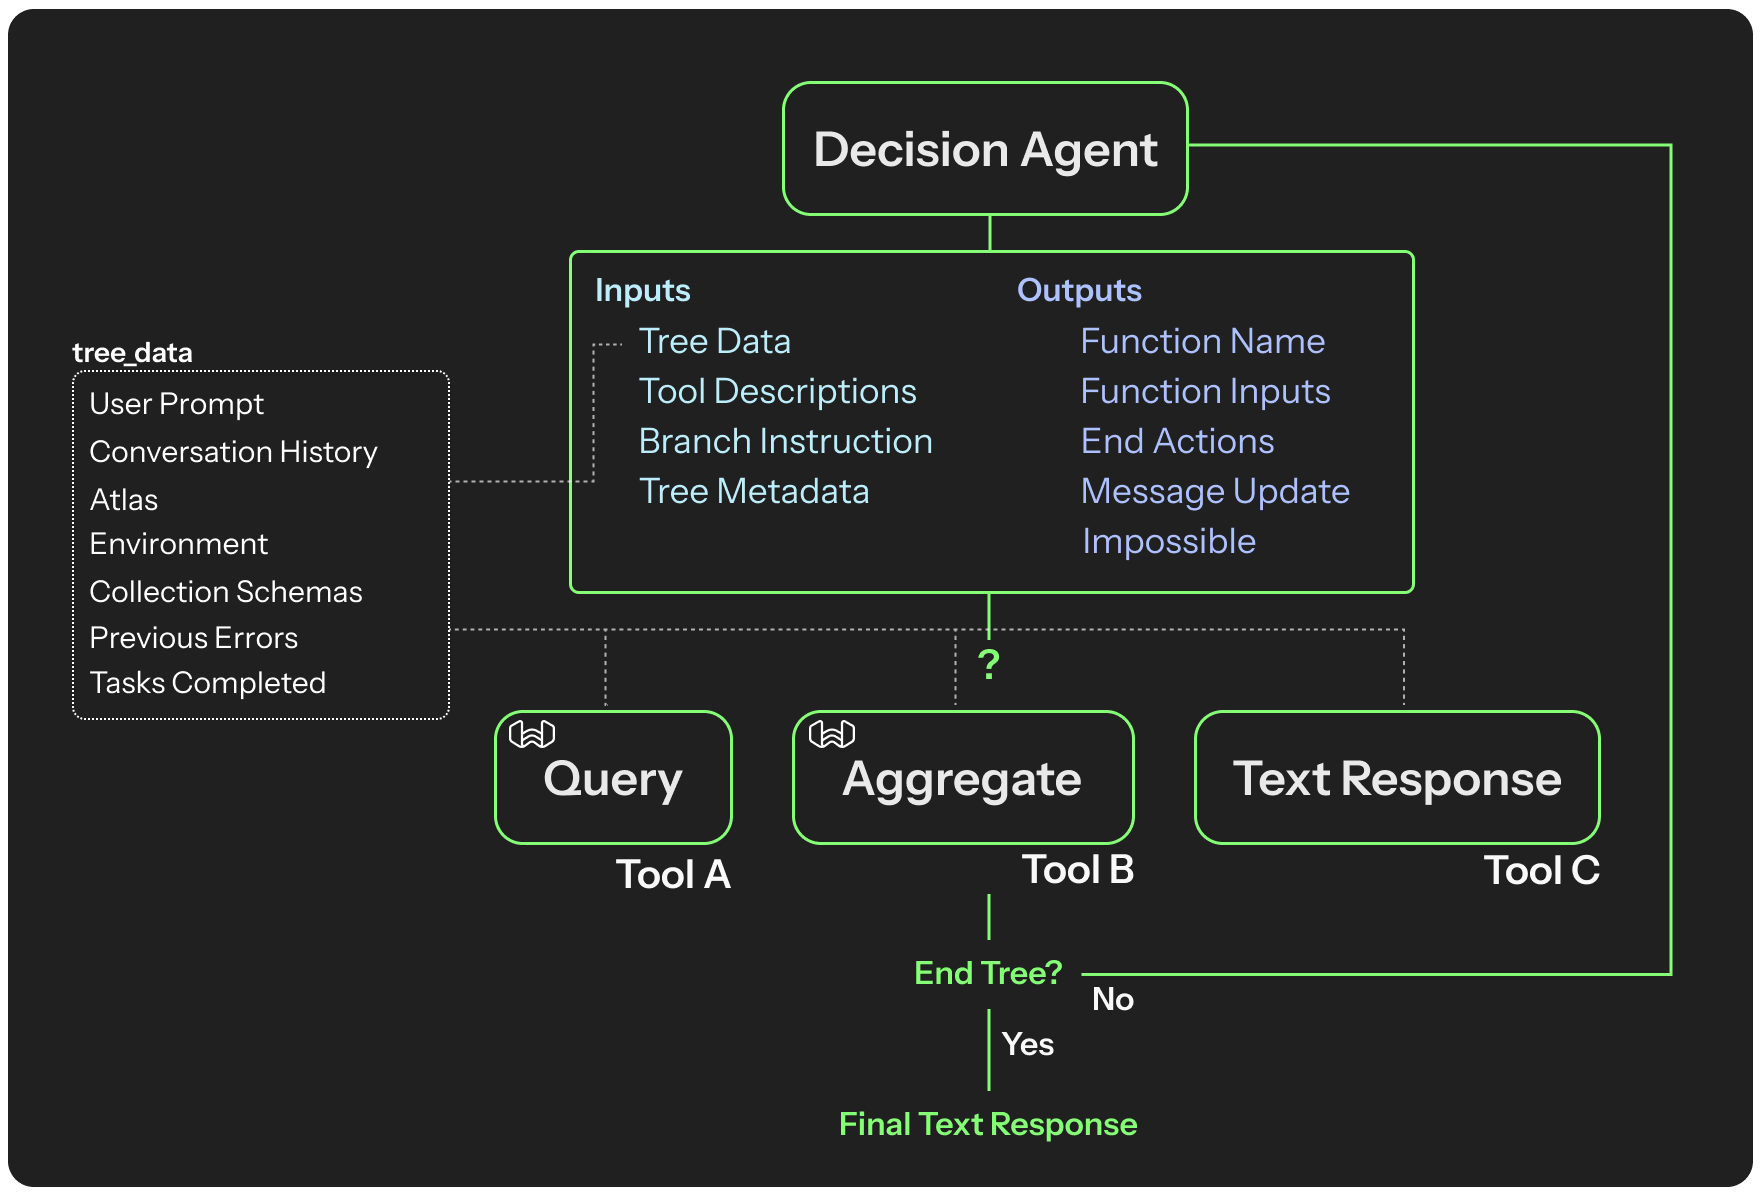 Decision Agent
Inputs
Tree Data
Tool Descriptions
Branch Instruction
Tree Metadata
Outputs
Function Name
Function Inputs
End Actions
Message Update
Impossible
tree_data
User Prompt
Conversation History
Atlas
Environment
Collection Schemas
Previous Errors
Tasks Completed
?
Query
Tool A
Aggregate
Tool B
Text Response
Tool C
End Tree?
No
Yes
Final Text Response